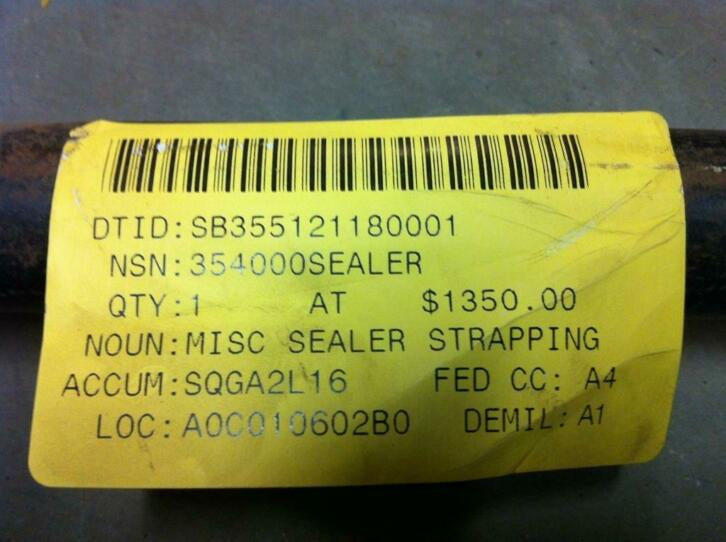 DTID:SB355121180001
NSN:354000SEALER
QTY:1 AT $1350.00
NOUN:MISC SEALER STRAPPING
ACCUM:SQGA2L16 FED CC: A4
LOC:A0C010602B0 DEMIL: A1